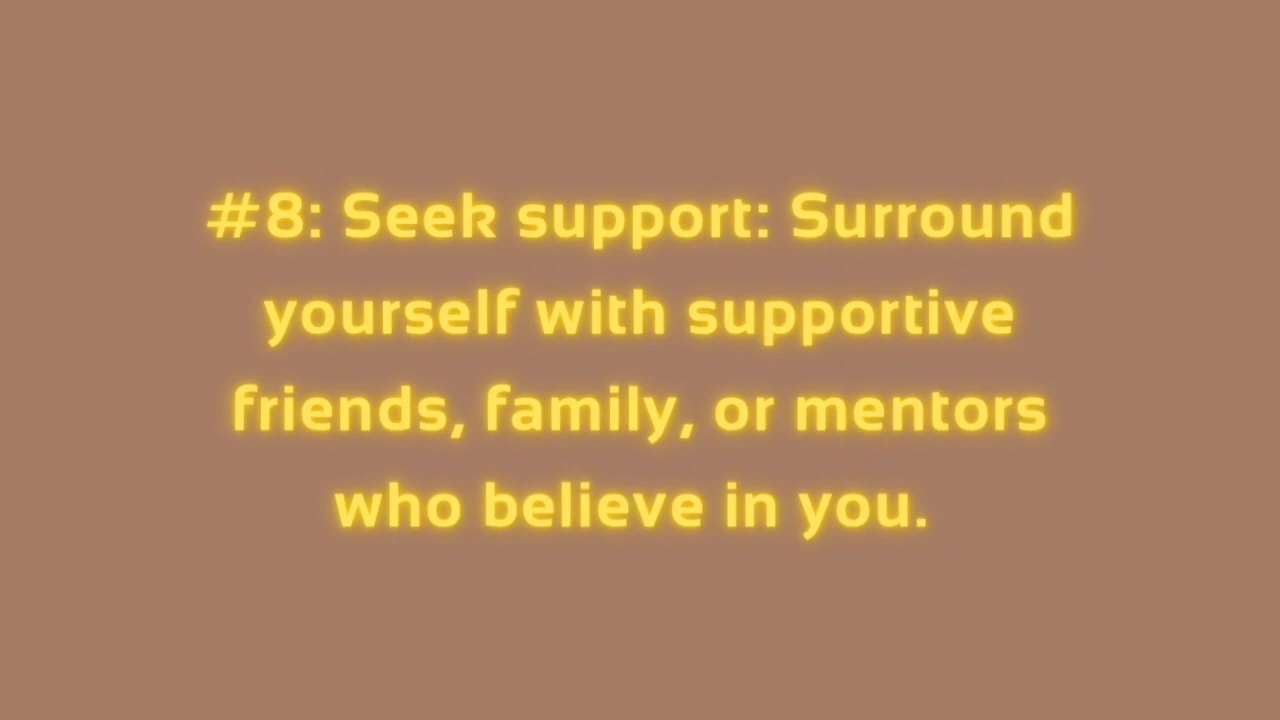 #8: Seek support: Surround
yourself with supportive
friends, family, or mentors
who believe in you.